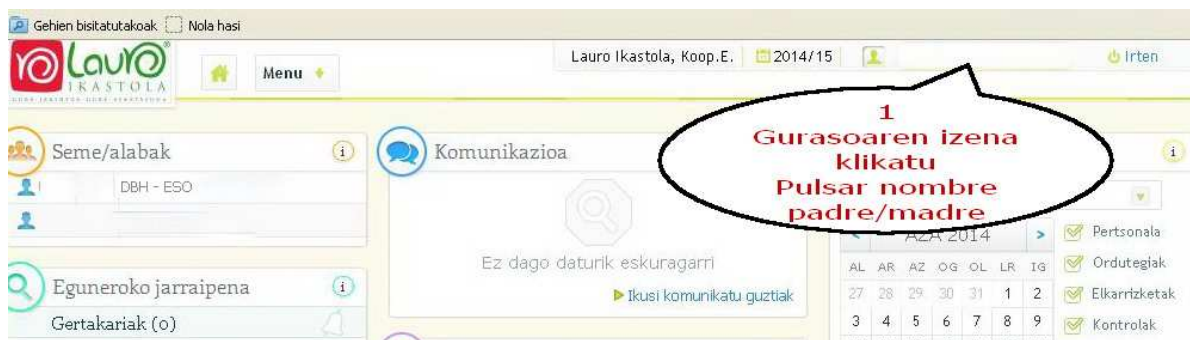 Gehien bisitatutakoak Nola hasi
Lauro
IKASTOLA
Menu
Lauro Ikastola, Koop.E. 2014/15 Irten
1
Gurasoaren izena
klikatu
Pulsar nombre
padre/madre
Seme/alabak
DBH - ESO
Eguneroko jarraipena
Gertakariak (0)
Komunikazioa
Ez dago daturik eskuragarri
Ikusi komunikatu guztiak
< AZA 2014 >
AL AR AZ OG OL LR IG
27 28 29 30 31 1 2
3 4 5 6 7 8 9
Pertsonala
Ordutegiak
Elkarrizketak
Kontrolak